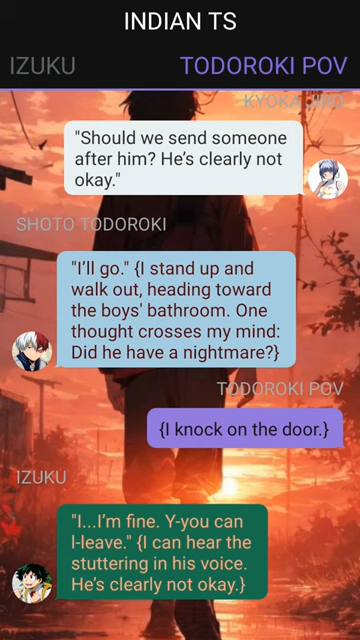 INDIAN TS
IZUKU
TODOROKI POV
KYOKA JIRO
"Should we send someone
after him? He's clearly not
okay."
SHOTO TODOROKI
"I'll go." {I stand up and
walk out, heading toward
the boys' bathroom. One
thought crosses my mind:
Did he have a nightmare?}
TODOROKI POV
{I knock on the door.}
IZUKU
"I...I'm fine. Y-you can
l-leave." {I can hear the
stuttering in his voice.
He's clearly not okay.}